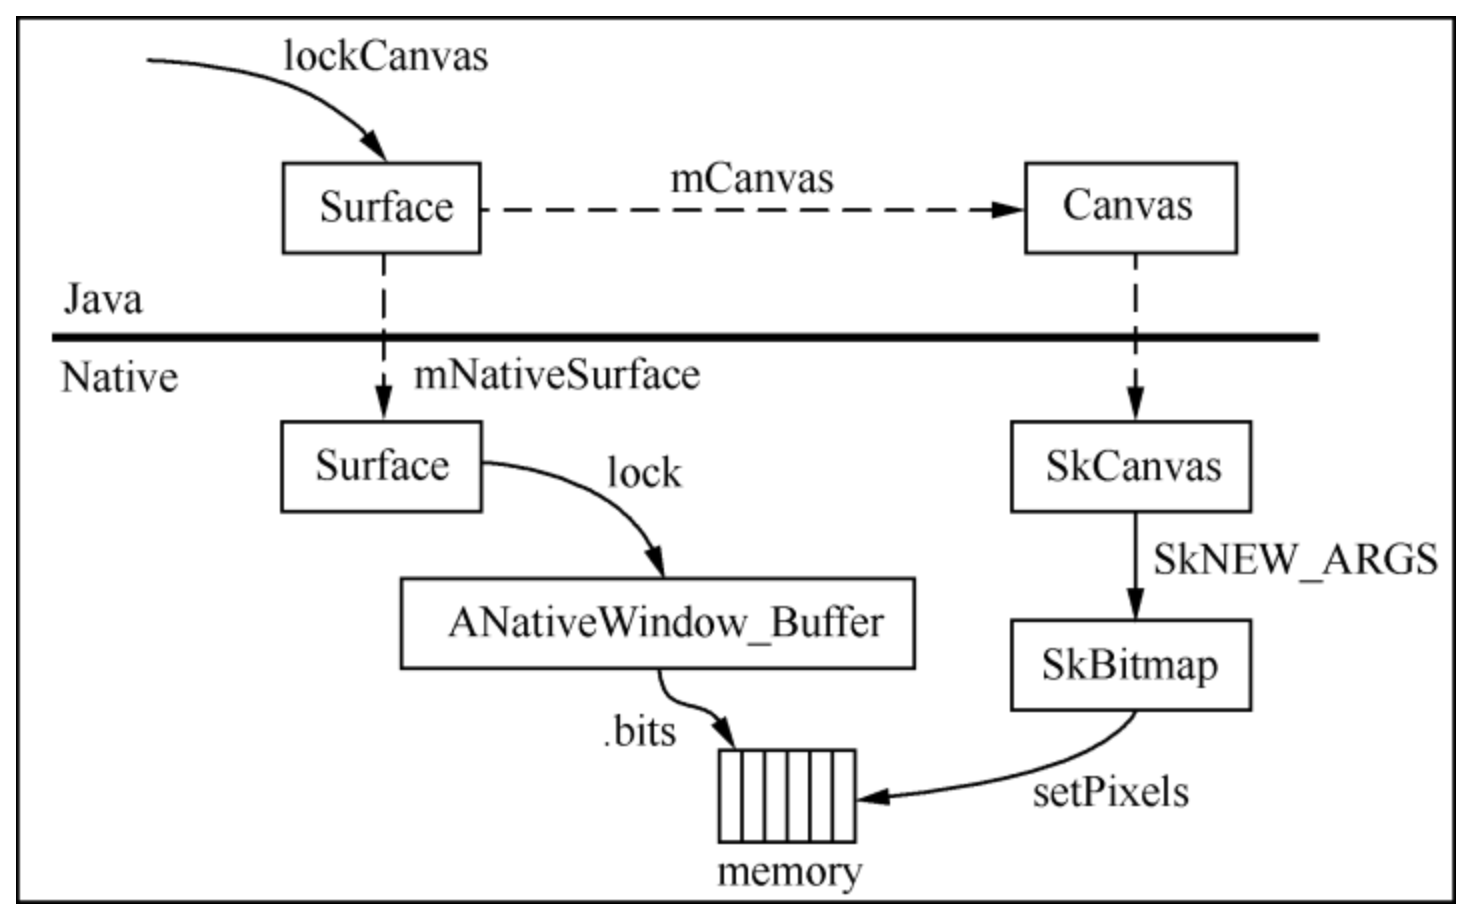 lockCanvas
mCanvas
Surface
Canvas
Java
Native
mNativeSurface
Surface
lock
SkCanvas
SkNEW_ARGS
ANativeWindow_Buffer
SkBitmap
.bits
setPixels
memory